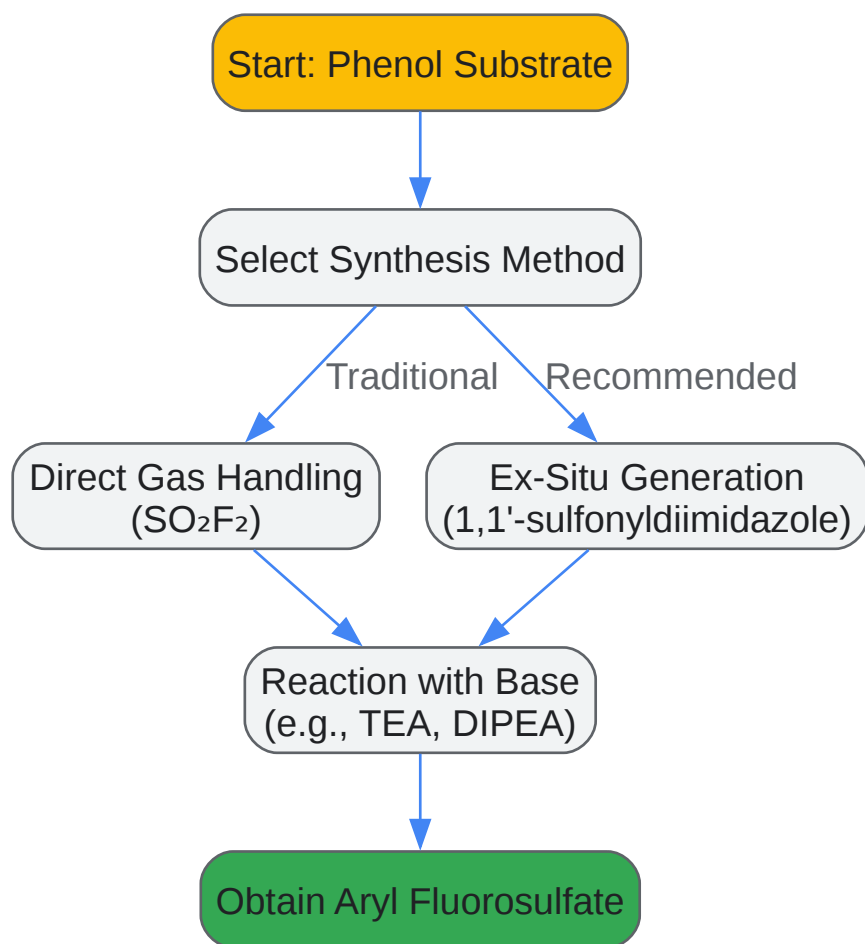 Start: Phenol Substrate
Select Synthesis Method
Traditional
Recommended
Direct Gas Handling
(SO₂F₂)
Ex-Situ Generation
(1,1'-sulfonyldiimidazole)
Reaction with Base
(e.g., TEA, DIPEA)
Obtain Aryl Fluorosulfate